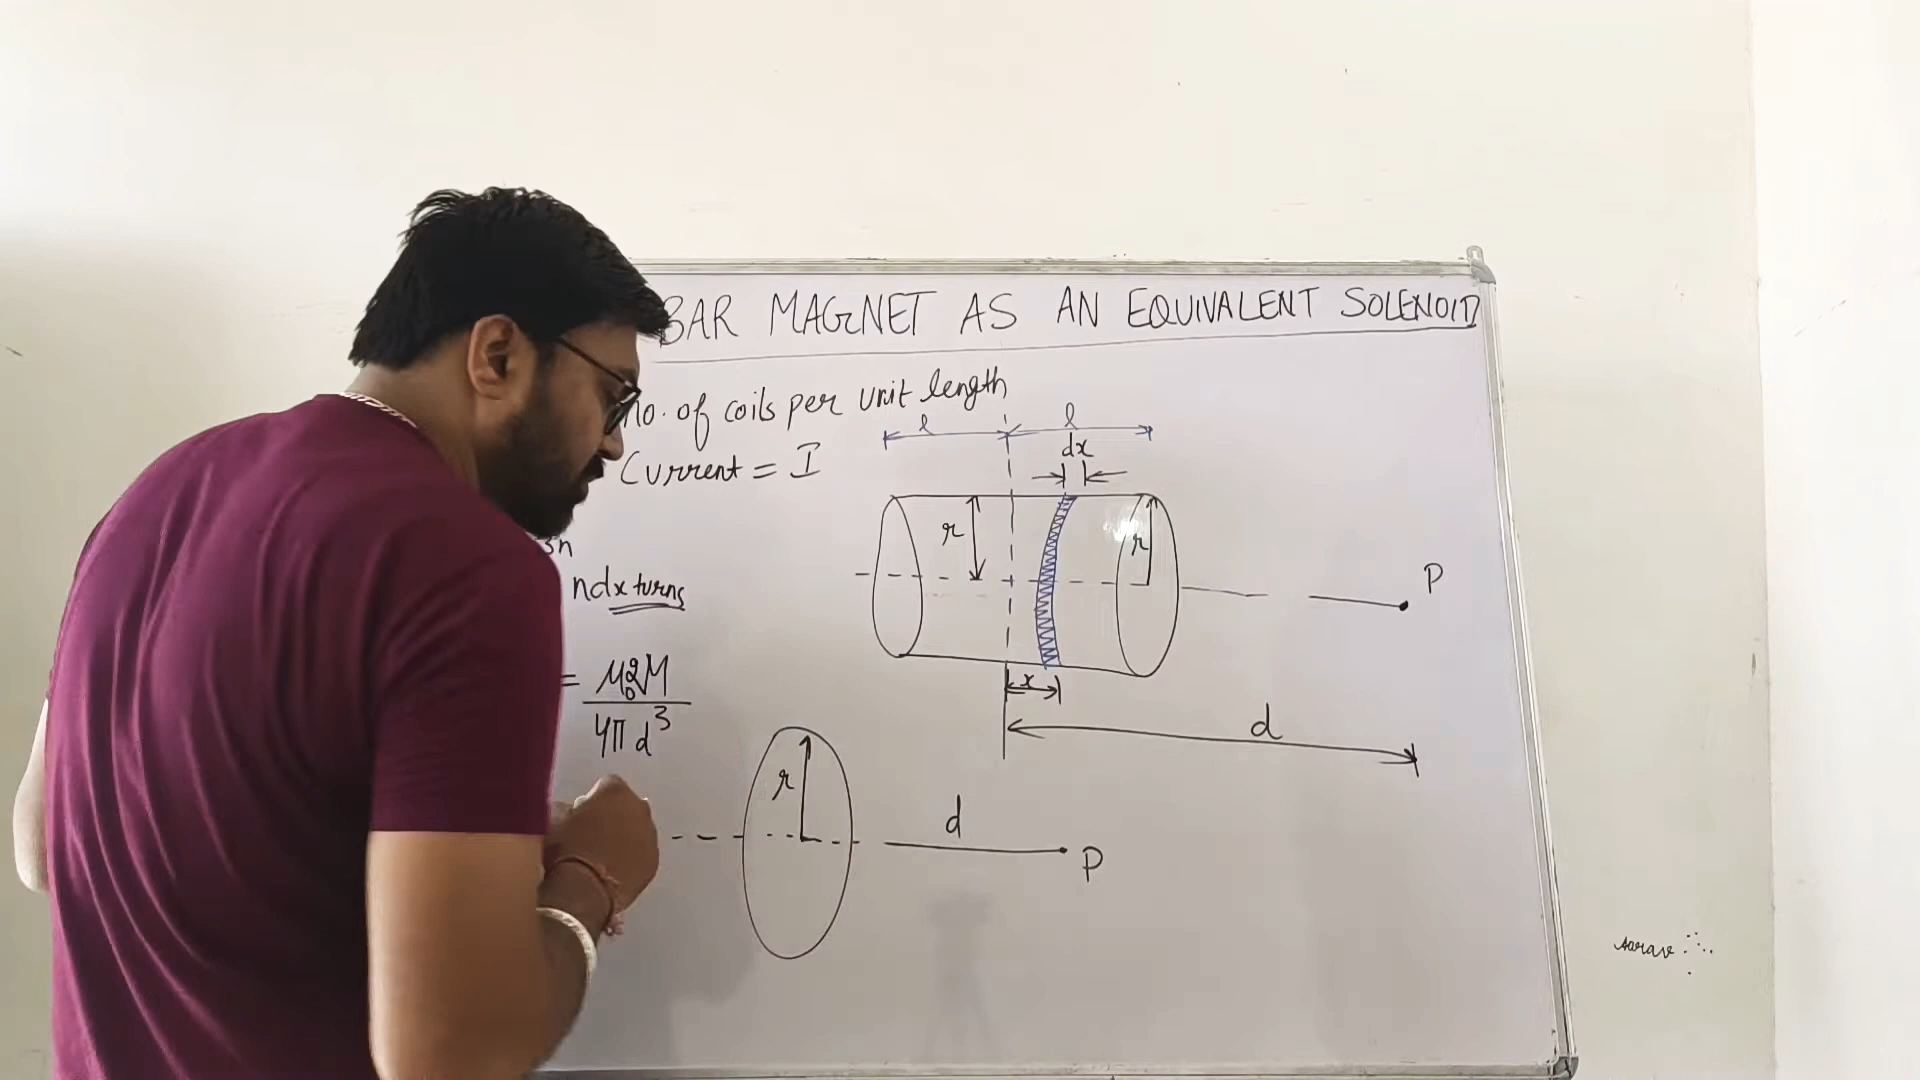 BAR MAGNET AS AN EQUIVALENT SOLENOID
no. of coils per unit length
Current = I
l l
dx
r r
P
ndx turns
x
d
= μ₀2M
4π d³
r
d
P
Aarav